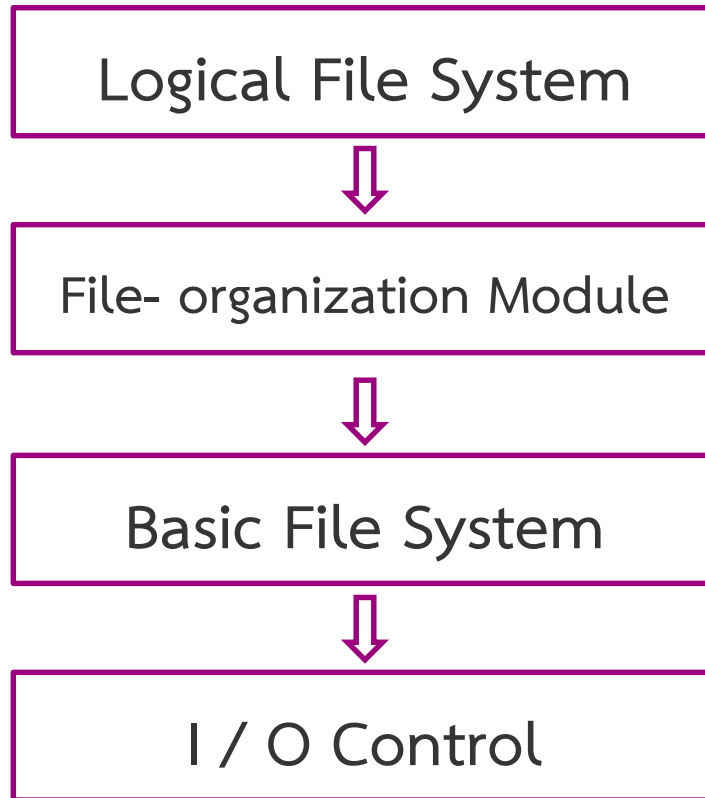 Logical File System
File- organization Module
Basic File System
I / O Control